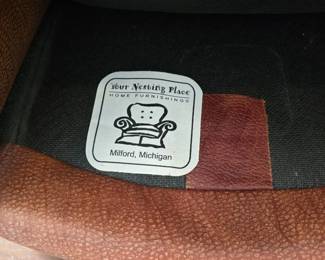 Your Nesting Place
HOME FURNISHINGS
Milford, Michigan